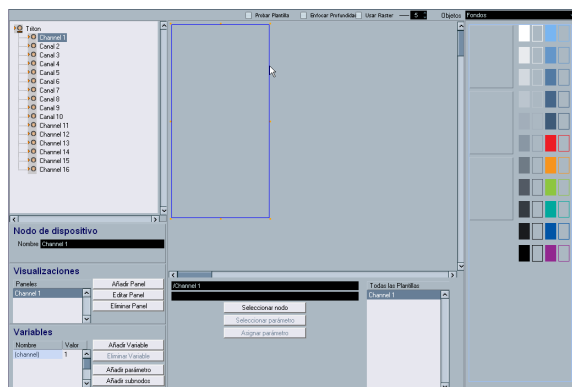 Probar Plantilla
Enfocar Profundidad
Usar Raster
5
Objetos
Fondos
Triton
Channel 1
Canal 2
Canal 3
Canal 4
Canal 5
Canal 6
Canal 7
Canal 8
Canal 9
Canal 10
Channel 11
Channel 12
Channel 13
Channel 14
Channel 15
Channel 16
Nodo de dispositivo
Nombre Channel 1
Visualizaciones
Paneles
Channel 1
Añadir Panel
Editar Panel
Eliminar Panel
Variables
Nombre Valor
(channel) 1
Añadir Variable
Eliminar Variable
Añadir parámetro
Añadir subnodos
/Channel 1
Seleccionar nodo
Seleccionar parámetro
Asignar parámetros
Todas las Plantillas
Channel 1